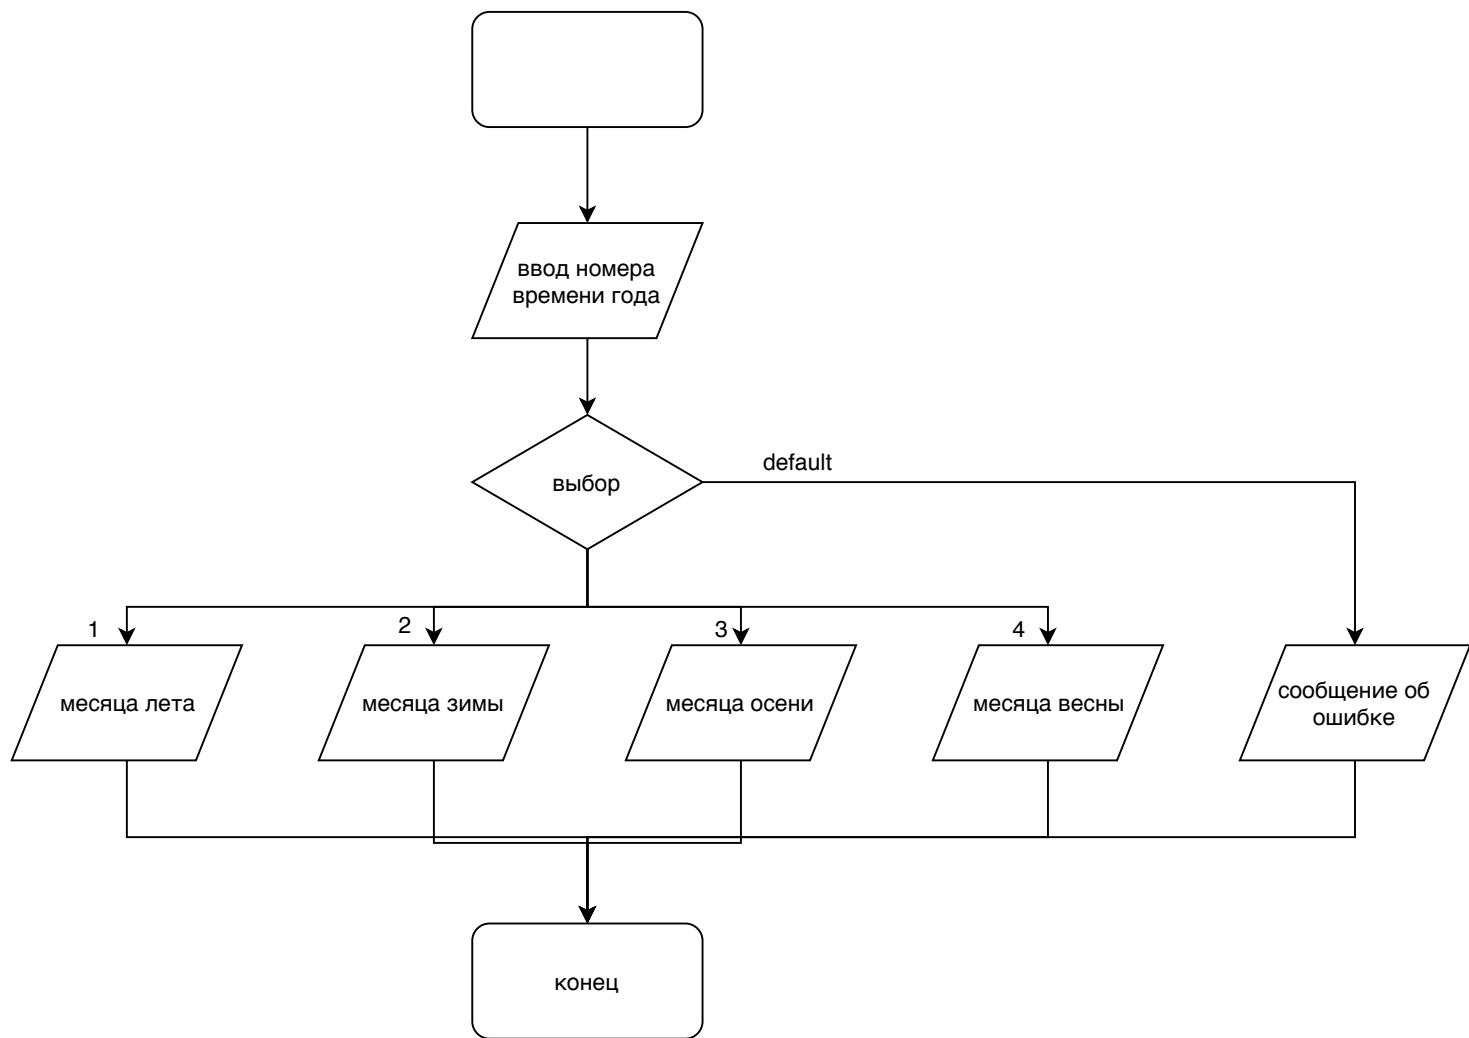 ввод номера
времени года
выбор
default
1
2
3
4
месяца лета
месяца зимы
месяца осени
месяца весны
сообщение об
ошибке
конец